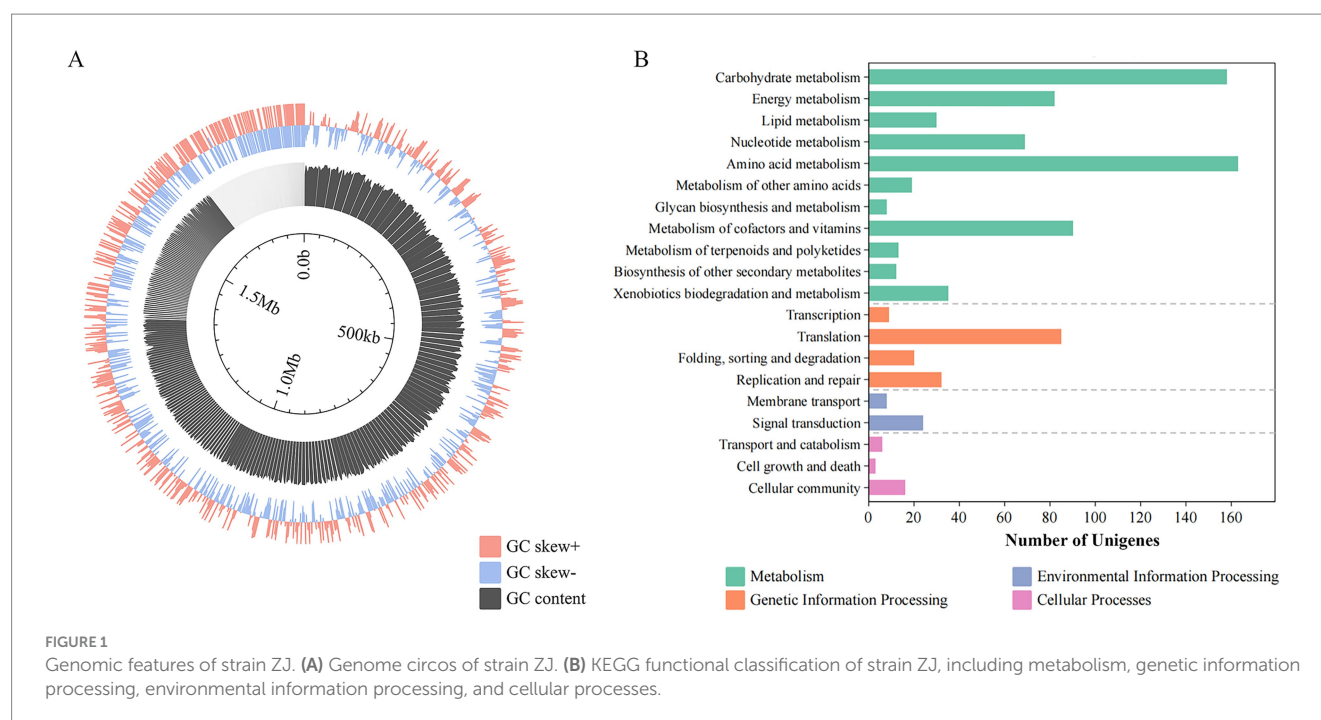 A
0.0b
500kb
1.0Mb
1.5Mb
GC skew+
GC skew-
GC content
B
Carbohydrate metabolism
Energy metabolism
Lipid metabolism
Nucleotide metabolism
Amino acid metabolism
Metabolism of other amino acids
Glycan biosynthesis and metabolism
Metabolism of cofactors and vitamins
Metabolism of terpenoids and polyketides
Biosynthesis of other secondary metabolites
Xenobiotics biodegradation and metabolism
Transcription
Translation
Folding, sorting and degradation
Replication and repair
Membrane transport
Signal transduction
Transport and catabolism
Cell growth and death
Cellular community
0 20 40 60 80 100 120 140 160
Number of Unigenes
Metabolism
Genetic Information Processing
Environmental Information Processing
Cellular Processes
FIGURE 1
Genomic features of strain ZJ. (A) Genome circos of strain ZJ. (B) KEGG functional classification of strain ZJ, including metabolism, genetic information
processing, environmental information processing, and cellular processes.